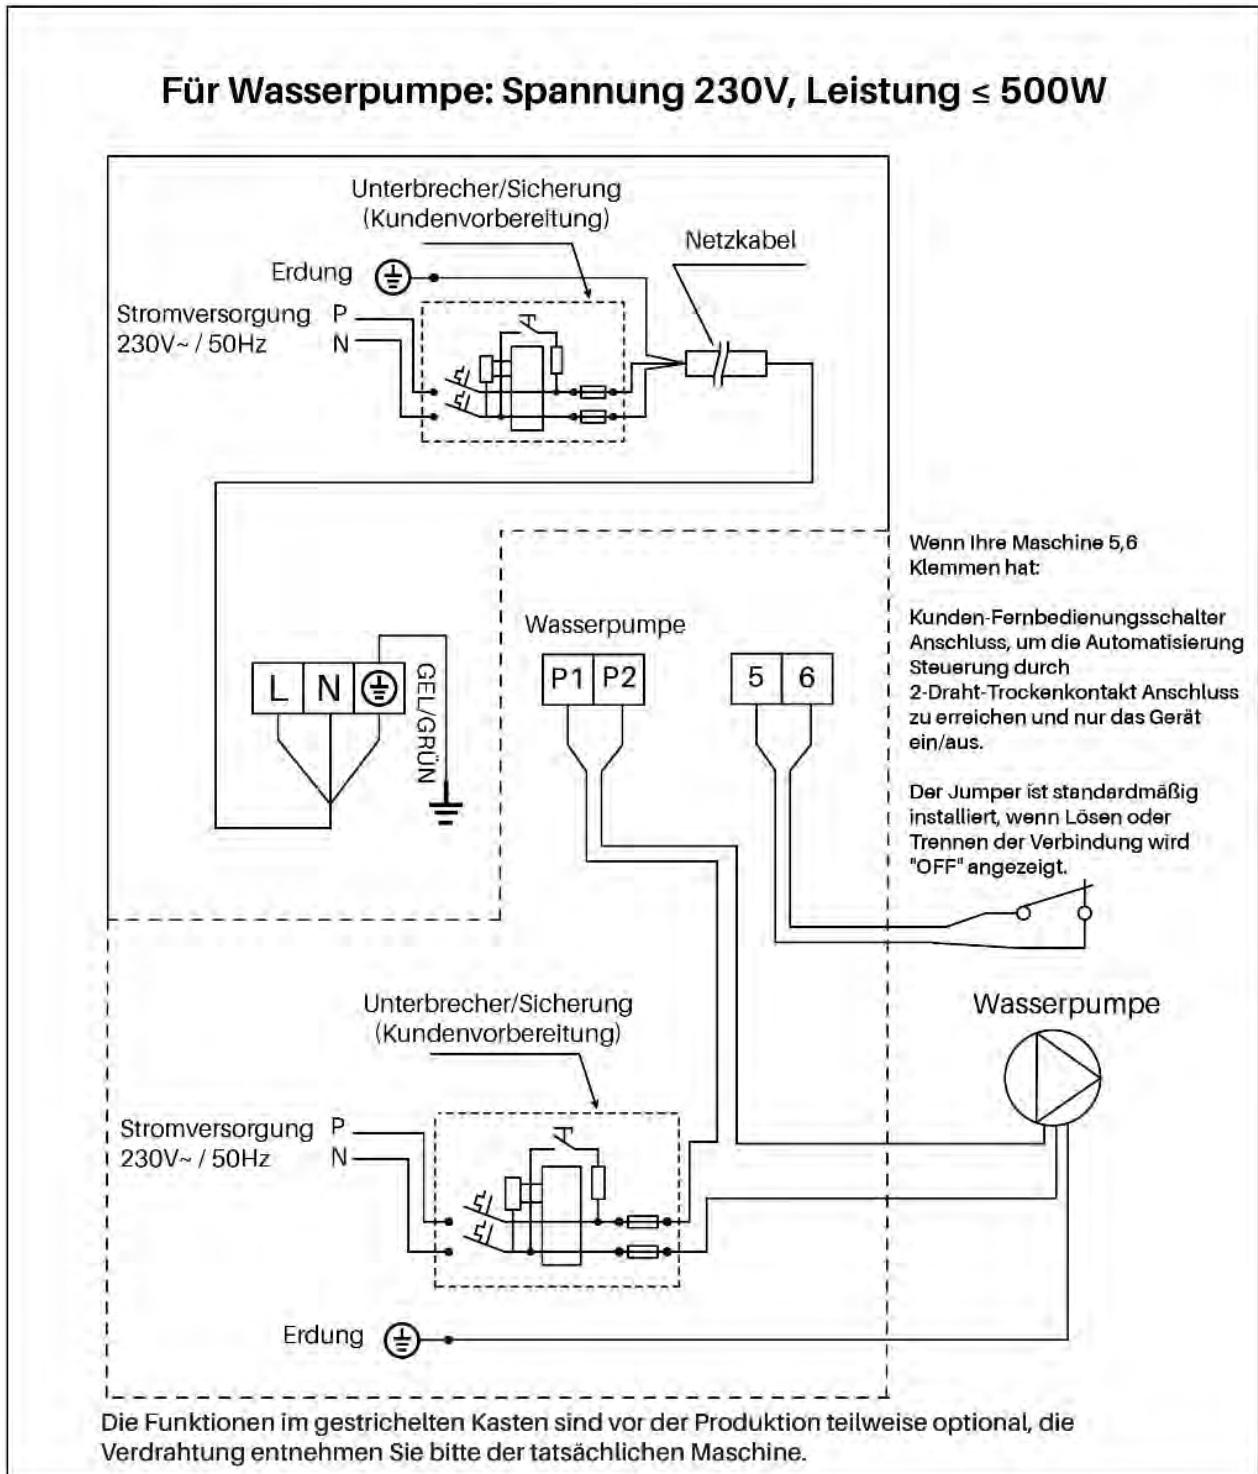 Für Wasserpumpe: Spannung 230V, Leistung ≤ 500W
Unterbrecher/Sicherung
(Kundenvorbereitung)
Netzkabel
Erdung
Stromversorgung P
230V~ / 50Hz N
Wenn Ihre Maschine 5,6
Klemmen hat:
Kunden-Fernbedienungsschalter
Anschluss, um die Automatisierung
Steuerung durch
2-Draht-Trockenkontakt Anschluss
zu erreichen und nur das Gerät
ein/aus.
Der Jumper ist standardmäßig
installiert, wenn Lösen oder
Trennen der Verbindung wird
"OFF" angezeigt.
Wasserpumpe
L N
GEL/GRÜN
P1 P2
5 6
Unterbrecher/Sicherung
(Kundenvorbereitung)
Wasserpumpe
Stromversorgung P
230V~ / 50Hz N
Erdung
Die Funktionen im gestrichelten Kasten sind vor der Produktion teilweise optional, die
Verdrahtung entnehmen Sie bitte der tatsächlichen Maschine.